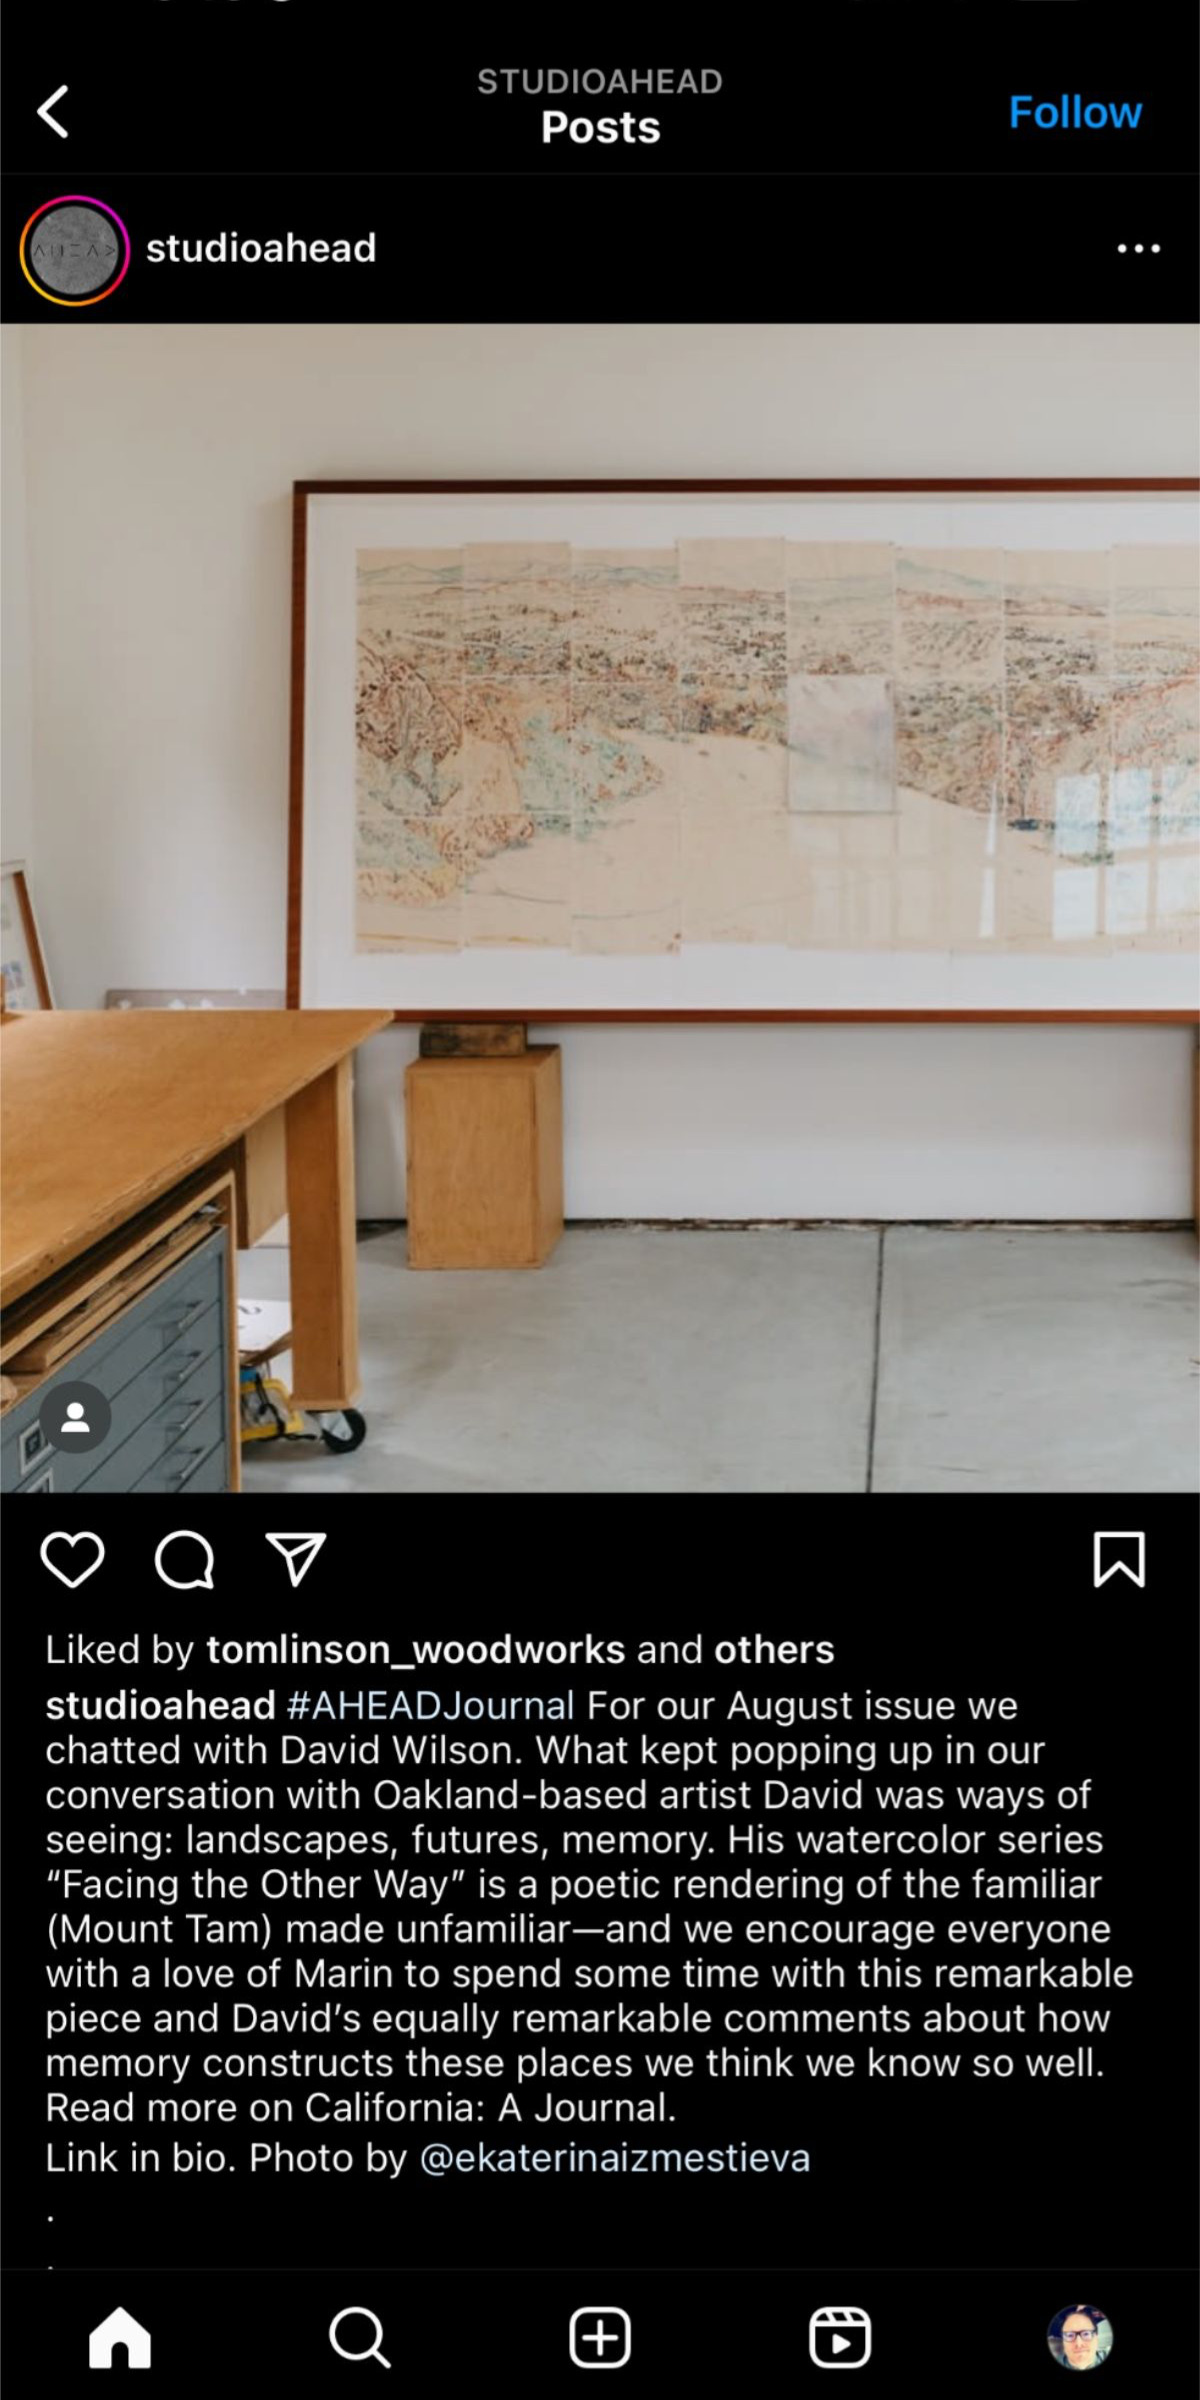 STUDIOAHEAD
Posts
Follow
AHEAD
studioahead
Liked by tomlinson_woodworks and others
studioahead #AHEADJournal For our August issue we
chatted with David Wilson. What kept popping up in our
conversation with Oakland-based artist David was ways of
seeing: landscapes, futures, memory. His watercolor series
“Facing the Other Way” is a poetic rendering of the familiar
(Mount Tam) made unfamiliar—and we encourage everyone
with a love of Marin to spend some time with this remarkable
piece and David’s equally remarkable comments about how
memory constructs these places we think we know so well.
Read more on California: A Journal.
Link in bio. Photo by @ekaterinaizmestieva
.
.